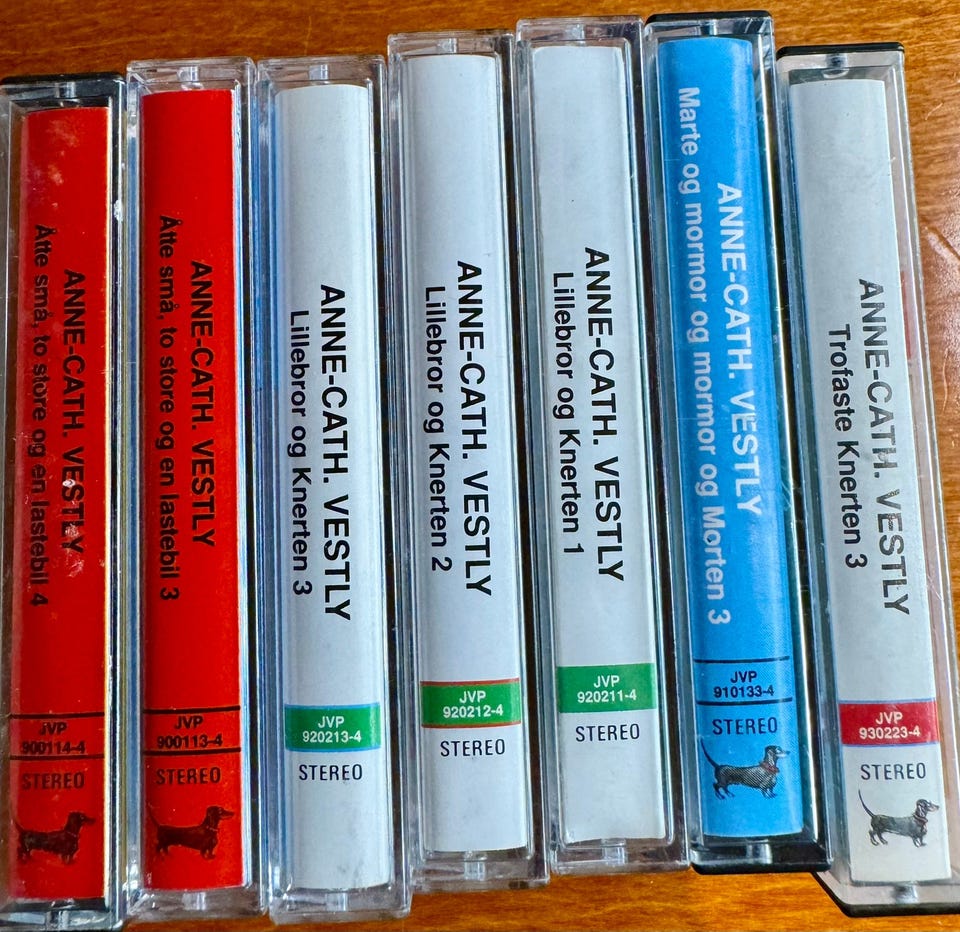 ANNE-CATH. VESTLY
Åtte små, to store og en lastebil 4
JVP
900114-4
STEREO
ANNE-CATH. VESTLY
Åtte små, to store og en lastebil 3
JVP
900113-4
STEREO
ANNE-CATH. VESTLY
Lillebror og Knerten 3
JVP
920213-4
STEREO
ANNE-CATH. VESTLY
Lillebror og Knerten 2
JVP
920212-4
STEREO
ANNE-CATH. VESTLY
Lillebror og Knerten 1
JVP
920211-4
STEREO
ANNE-CATH. VESTLY
Marte og mormor og mormor og Morten 3
JVP
910133-4
STEREO
ANNE-CATH. VESTLY
Trofaste Knerten 3
JVP
930223-4
STEREO